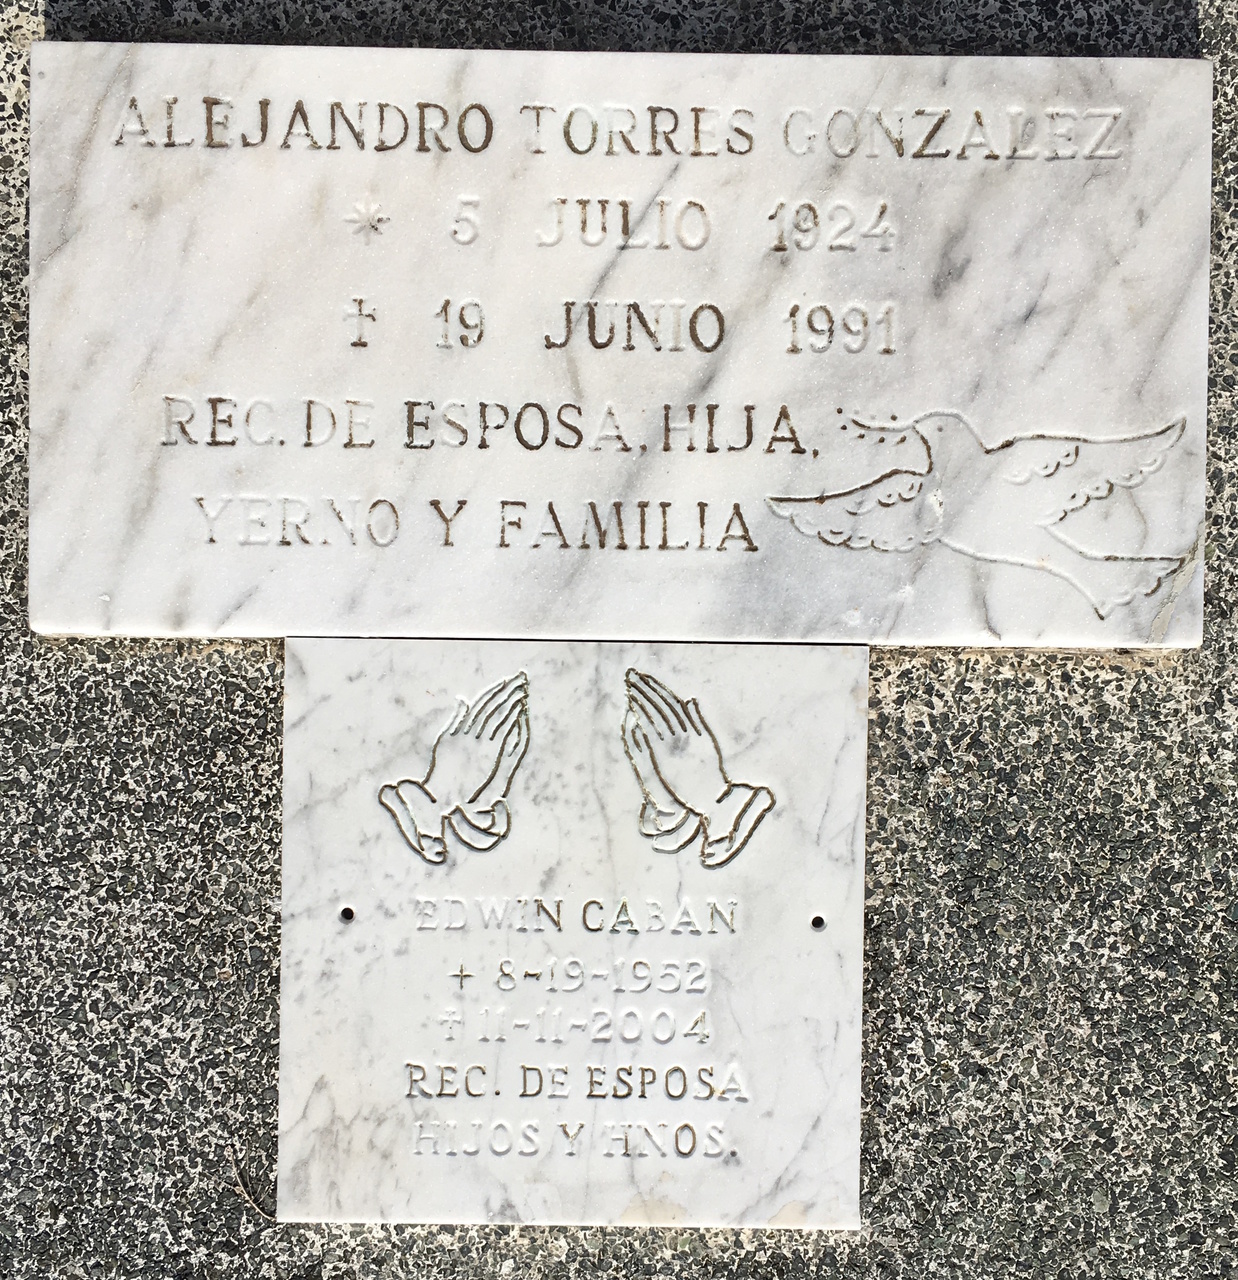 ALEJANDRO TORRES GONZALEZ
* 5 JULIO 1924
✝ 19 JUNIO 1991
REC. DE ESPOSA, HIJA,
YERNO Y FAMILIA
EDWIN CABAN
+ 8-19-1952
✝ 11-11-2004
REC. DE ESPOSA
HIJOS Y HNOS.